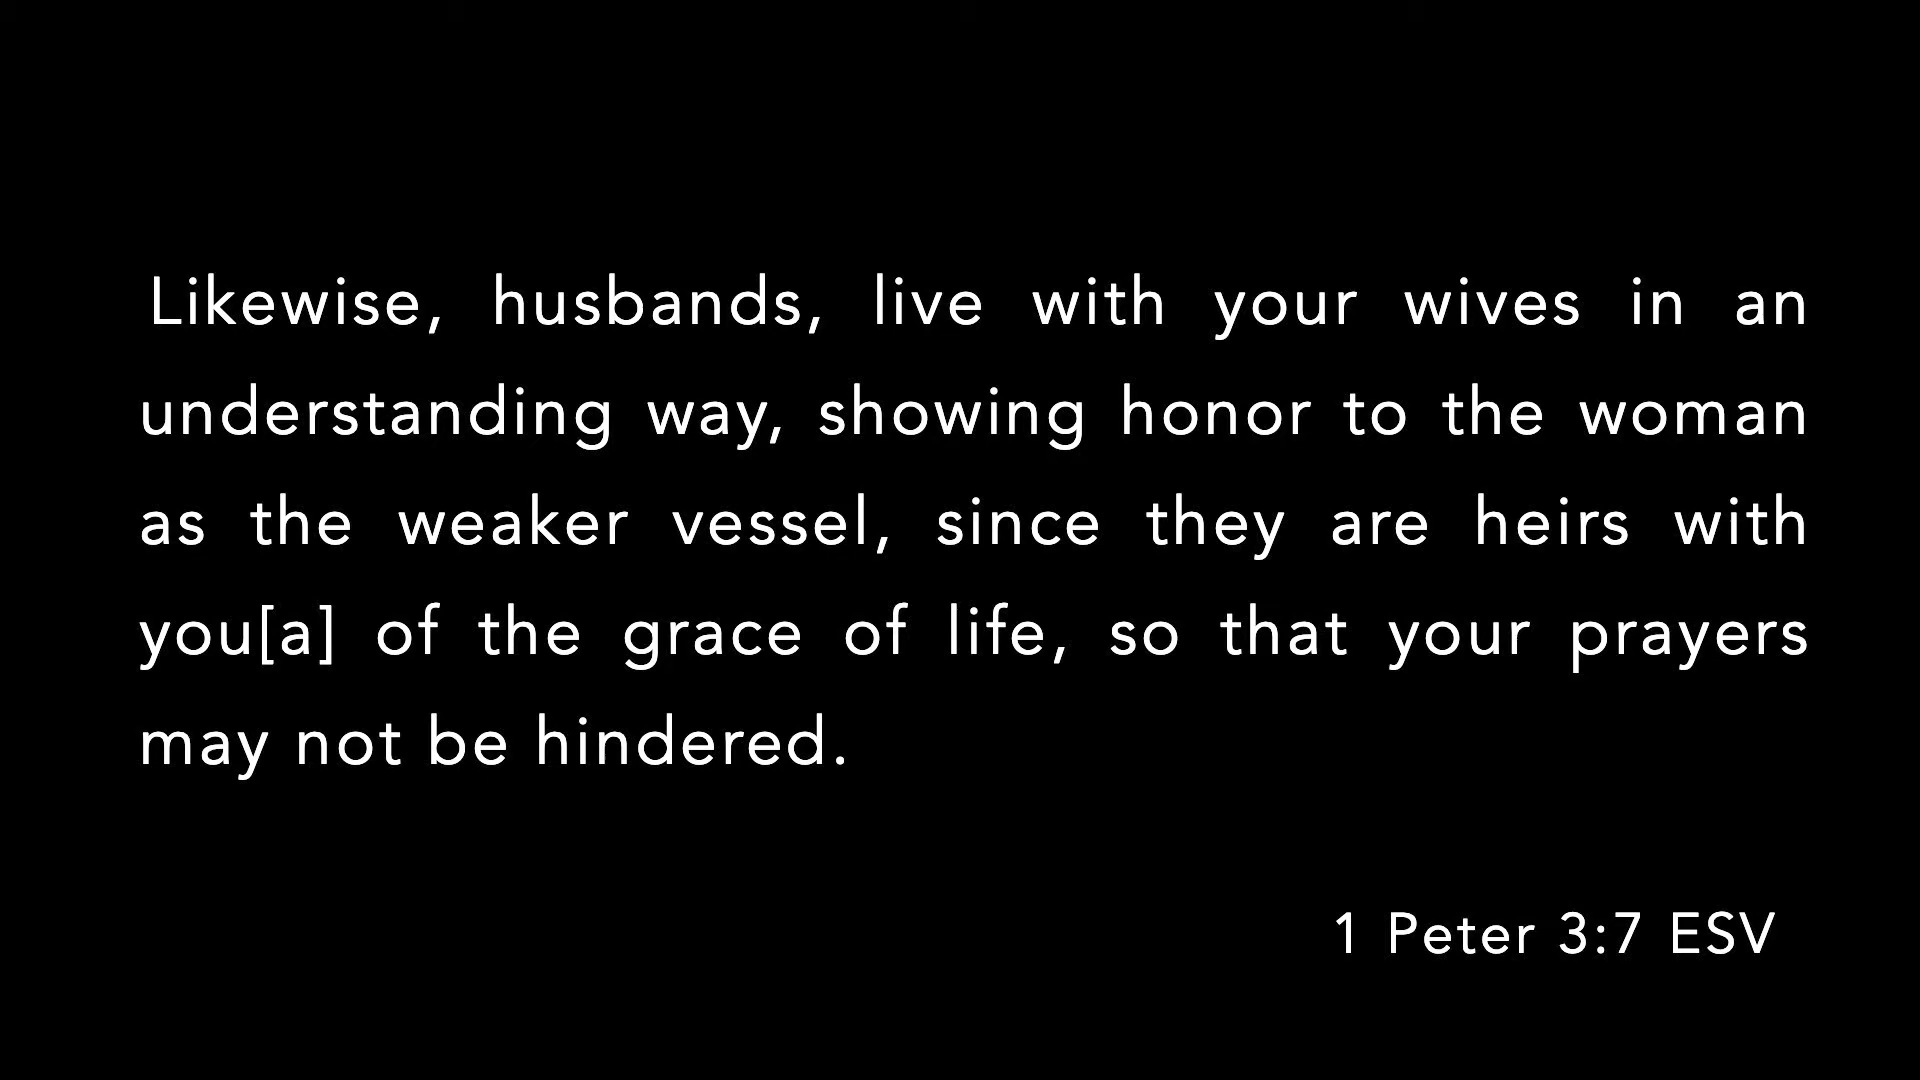 Likewise, husbands, live with your wives in an
understanding way, showing honor to the woman
as the weaker vessel, since they are heirs with
you[a] of the grace of life, so that your prayers
may not be hindered.
1 Peter 3:7 ESV